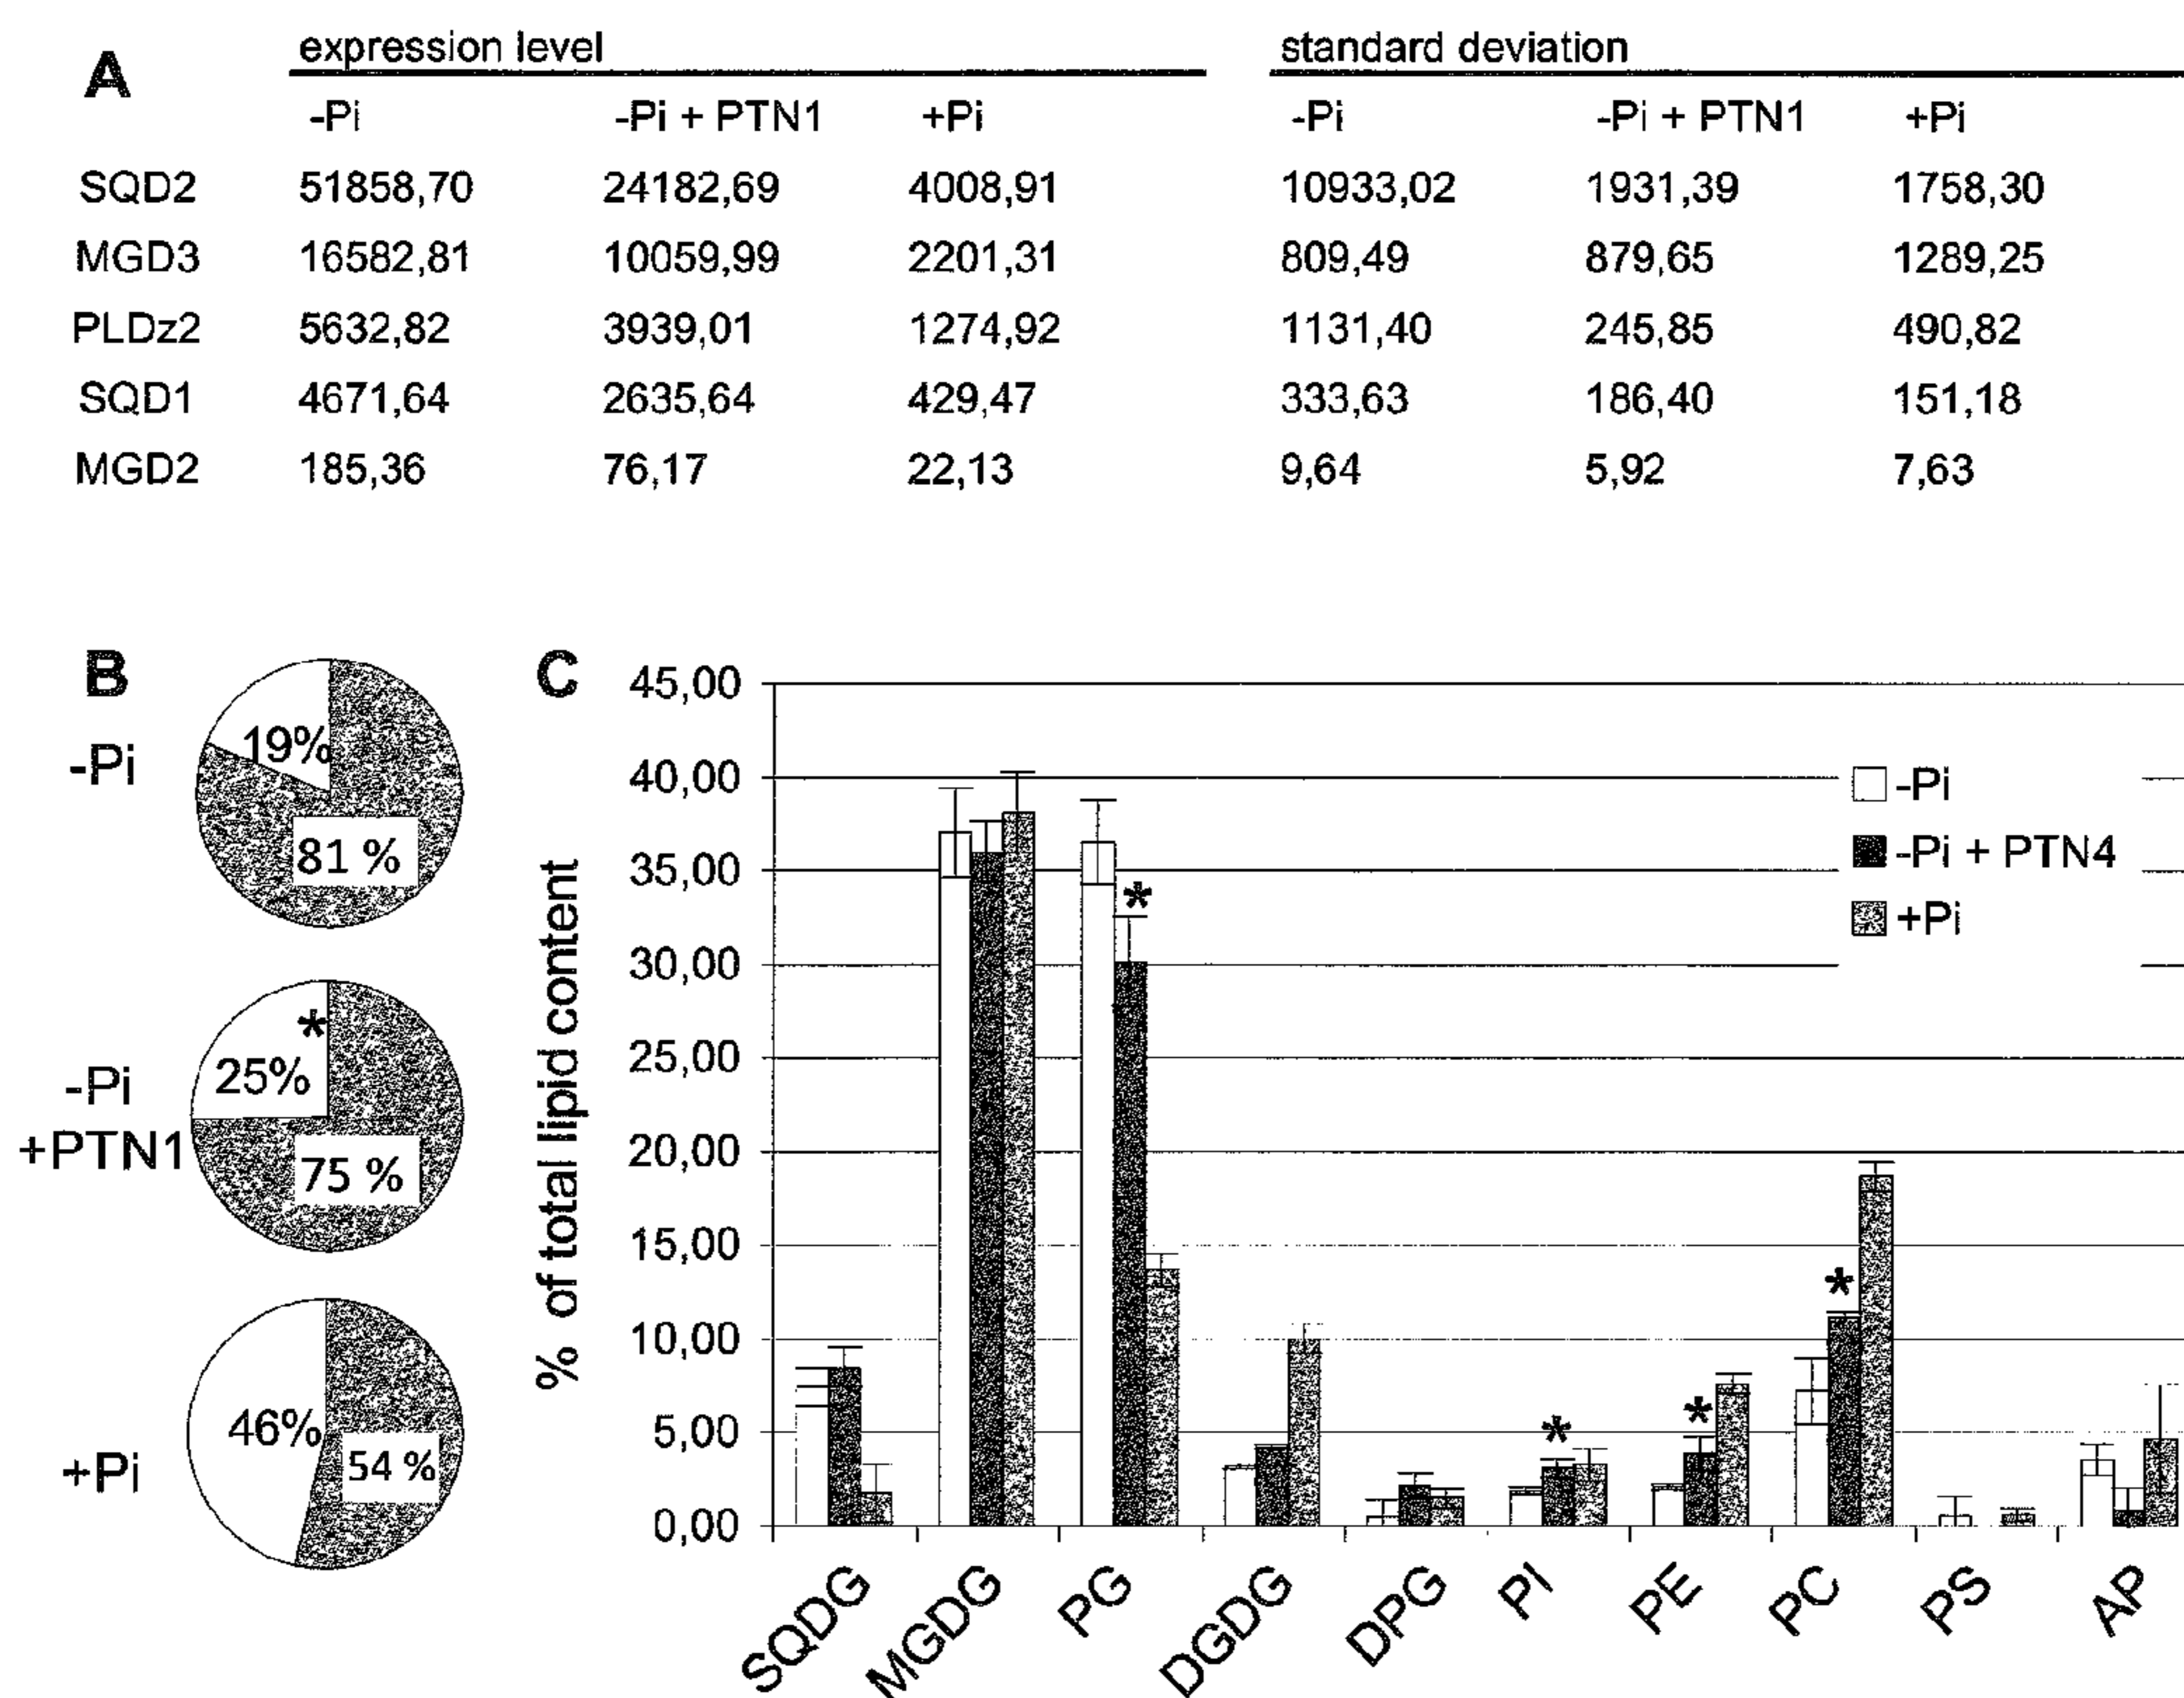 A
expression level standard deviation
-Pi -Pi + PTN1 +Pi -Pi -Pi + PTN1 +Pi
SQD2 51858,70 24182,69 4008,91 10933,02 1931,39 1758,30
MGD3 16582,81 10059,99 2201,31 809,49 879,65 1289,25
PLDz2 5632,82 3939,01 1274,92 1131,40 245,85 490,82
SQD1 4671,64 2635,64 429,47 333,63 186,40 151,18
MGD2 185,36 76,17 22,13 9,64 5,92 7,63
B
-Pi
19%
81 %
-Pi
+PTN1
*
25%
75 %
+Pi
46%
54 %
C
% of total lipid content
45,00
40,00
35,00
30,00
25,00
20,00
15,00
10,00
5,00
0,00
-Pi
-Pi + PTN4
+Pi
*
*
*
*
SQDG
MGDG
PG
DGDG
DPG
PI
PE
PC
PS
AP